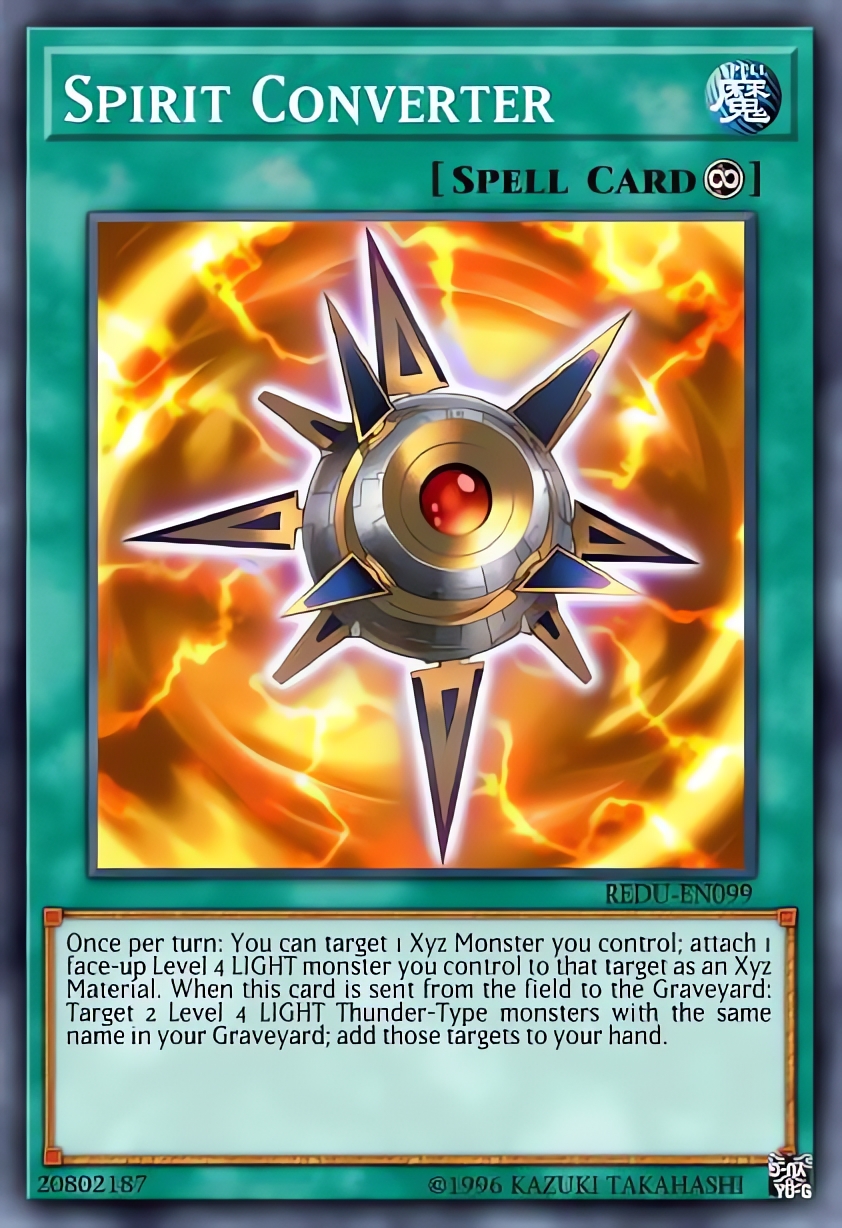 SPIRIT CONVERTER
魔
[SPELL CARD∞]
REDU-EN099
Once per turn: You can target 1 Xyz Monster you control; attach 1
face-up Level 4 LIGHT monster you control to that target as an Xyz
Material. When this card is sent from the field to the Graveyard:
Target 2 Level 4 LIGHT Thunder-Type monsters with the same
name in your Graveyard; add those targets to your hand.
20802187
©1996 KAZUKI TAKAHASHI